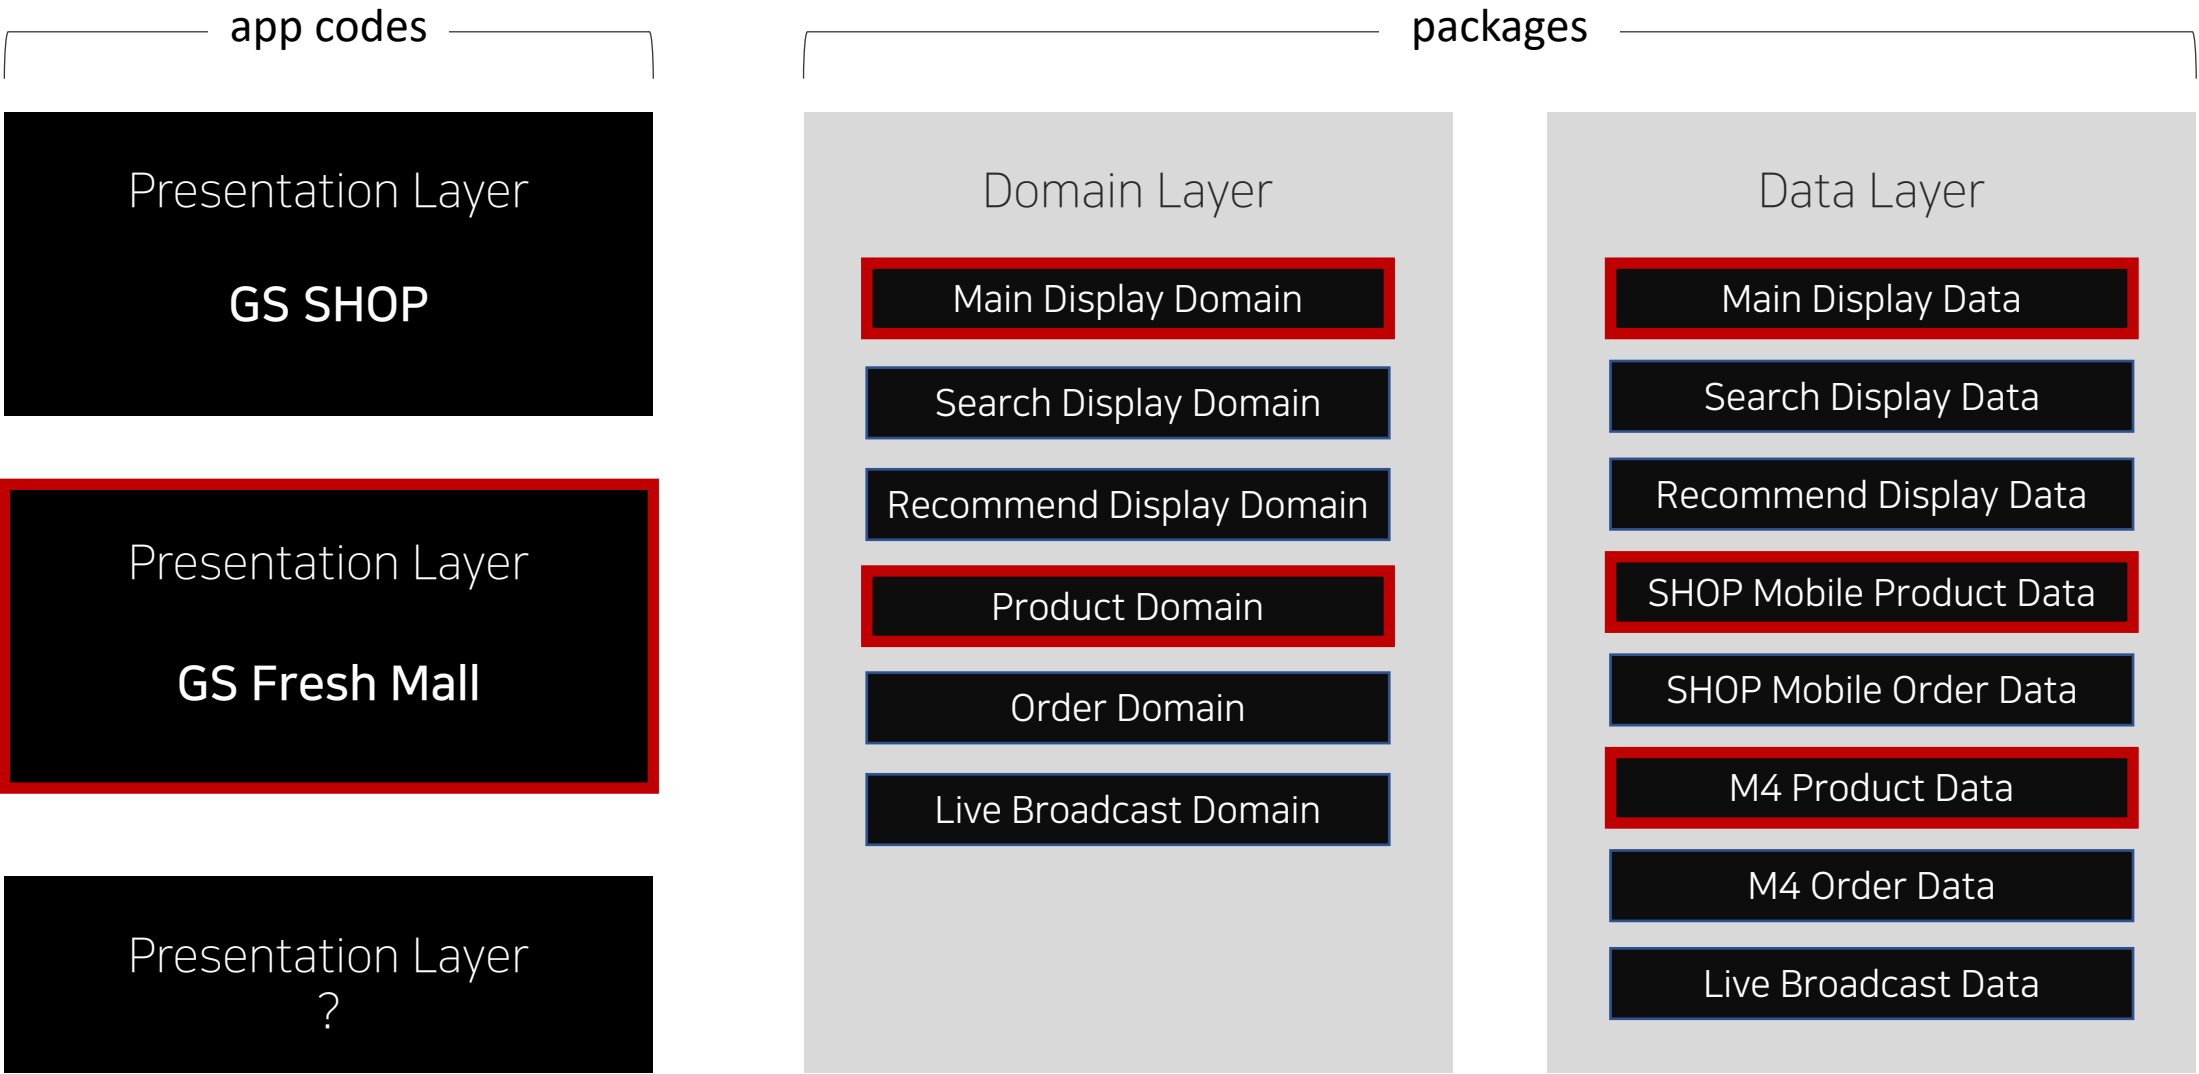 app codes
packages
Presentation Layer
GS SHOP
Presentation Layer
GS Fresh Mall
Presentation Layer
?
Domain Layer
Main Display Domain
Search Display Domain
Recommend Display Domain
Product Domain
Order Domain
Live Broadcast Domain
Data Layer
Main Display Data
Search Display Data
Recommend Display Data
SHOP Mobile Product Data
SHOP Mobile Order Data
M4 Product Data
M4 Order Data
Live Broadcast Data